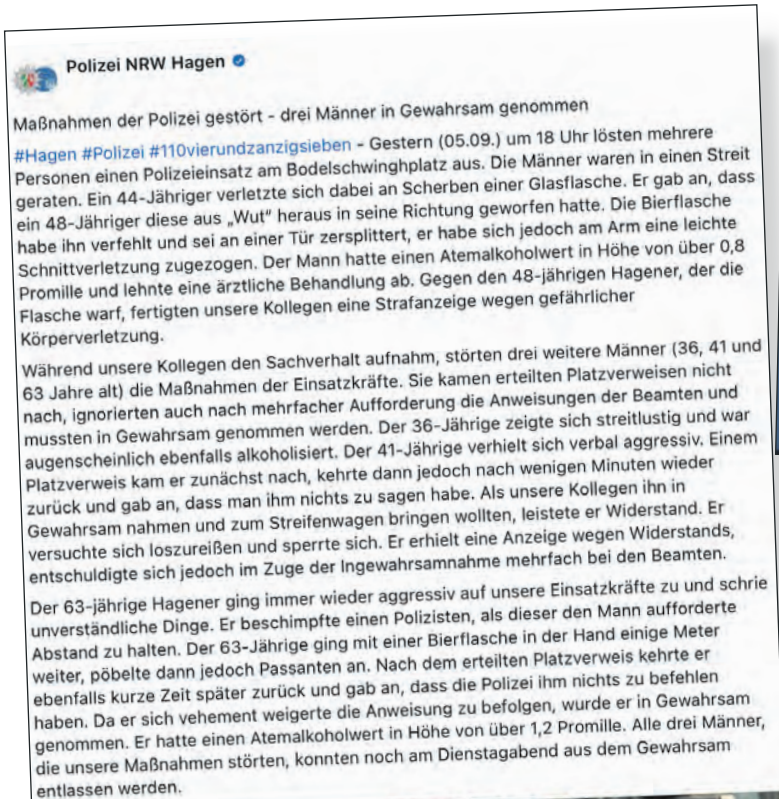 Polizei NRW Hagen
Maßnahmen der Polizei gestört - drei Männer in Gewahrsam genommen
#Hagen #Polizei #110vierundzanzigsieben - Gestern (05.09.) um 18 Uhr lösten mehrere
Personen einen Polizeieinsatz am Bodelschwinghplatz aus. Die Männer waren in einen Streit
geraten. Ein 44-Jähriger verletzte sich dabei an Scherben einer Glasflasche. Er gab an, dass
ein 48-Jähriger diese aus „Wut" heraus in seine Richtung geworfen hatte. Die Bierflasche
habe ihn verfehlt und sei an einer Tür zersplittert, er habe sich jedoch am Arm eine leichte
Schnittverletzung zugezogen. Der Mann hatte einen Atemalkoholwert in Höhe von über 0,8
Promille und lehnte eine ärztliche Behandlung ab. Gegen den 48-jährigen Hagener, der die
Flasche warf, fertigten unsere Kollegen eine Strafanzeige wegen gefährlicher
Körperverletzung.
Während unsere Kollegen den Sachverhalt aufnahm, störten drei weitere Männer (36, 41 und
63 Jahre alt) die Maßnahmen der Einsatzkräfte. Sie kamen erteilten Platzverweisen nicht
nach, ignorierten auch nach mehrfacher Aufforderung die Anweisungen der Beamten und
mussten in Gewahrsam genommen werden. Der 36-Jährige zeigte sich streitlustig und war
augenscheinlich ebenfalls alkoholisiert. Der 41-Jährige verhielt sich verbal aggressiv. Einem
Platzverweis kam er zunächst nach, kehrte dann jedoch nach wenigen Minuten wieder
zurück und gab an, dass man ihm nichts zu sagen habe. Als unsere Kollegen ihn in
Gewahrsam nahmen und zum Streifenwagen bringen wollten, leistete er Widerstand. Er
versuchte sich loszureißen und sperrte sich. Er erhielt eine Anzeige wegen Widerstands,
entschuldigte sich jedoch im Zuge der Ingewahrsamnahme mehrfach bei den Beamten.
Der 63-jährige Hagener ging immer wieder aggressiv auf unsere Einsatzkräfte zu und schrie
unverständliche Dinge. Er beschimpfte einen Polizisten, als dieser den Mann aufforderte
Abstand zu halten. Der 63-Jährige ging mit einer Bierflasche in der Hand einige Meter
weiter, pöbelte dann jedoch Passanten an. Nach dem erteilten Platzverweis kehrte er
ebenfalls kurze Zeit später zurück und gab an, dass die Polizei ihm nichts zu befehlen
haben. Da er sich vehement weigerte die Anweisung zu befolgen, wurde er in Gewahrsam
genommen. Er hatte einen Atemalkoholwert in Höhe von über 1,2 Promille. Alle drei Männer,
die unsere Maßnahmen störten, konnten noch am Dienstagabend aus dem Gewahrsam
entlassen werden.